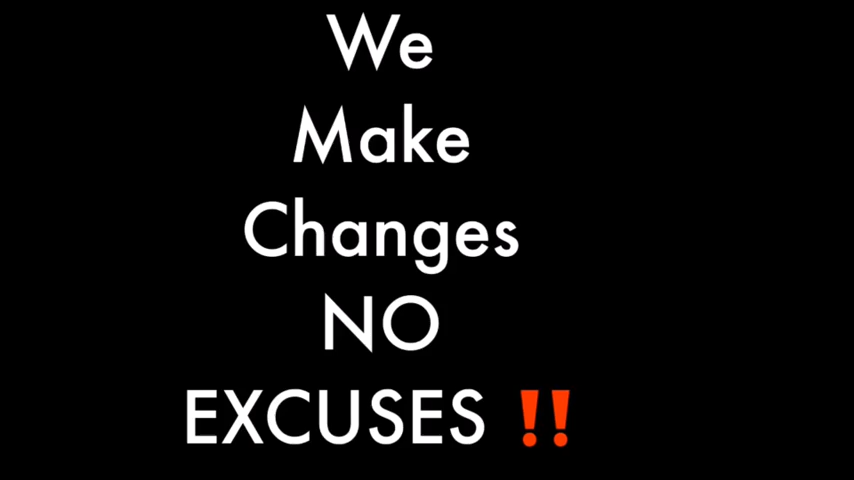 We
Make
Changes
NO
EXCUSES ‼️